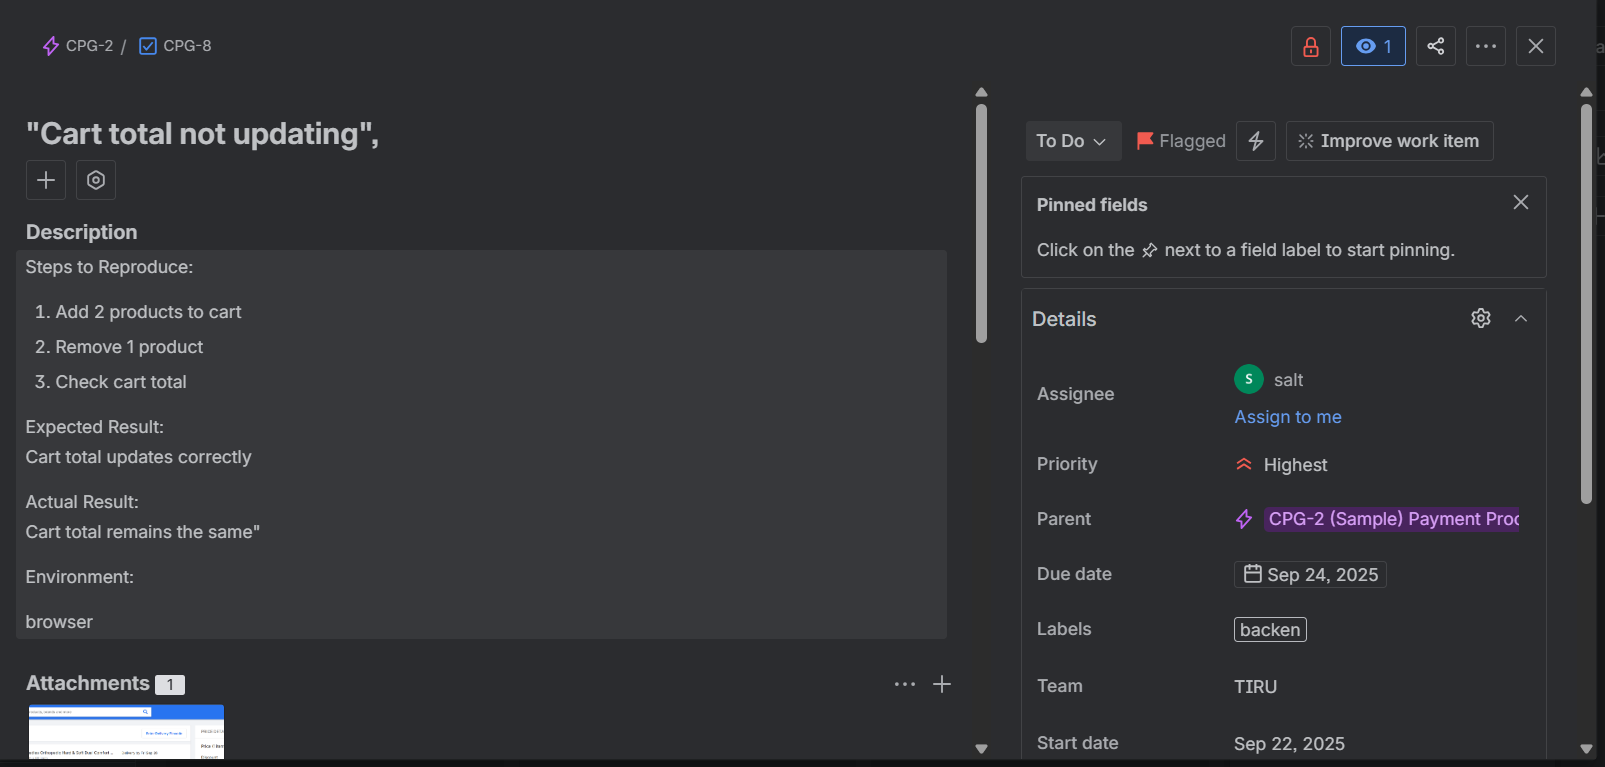 CPG-2 / CPG-8
1
"Cart total not updating",
Description
Steps to Reproduce:
1. Add 2 products to cart
2. Remove 1 product
3. Check cart total
Expected Result:
Cart total updates correctly
Actual Result:
Cart total remains the same"
Environment:
browser
Attachments 1
To Do
Flagged
Improve work item
Pinned fields
Click on the next to a field label to start pinning.
Details
Assignee
S salt
Assign to me
Priority
Highest
Parent
CPG-2 (Sample) Payment Proc
Due date
Sep 24, 2025
Labels
backen
Team
TIRU
Start date
Sep 22, 2025